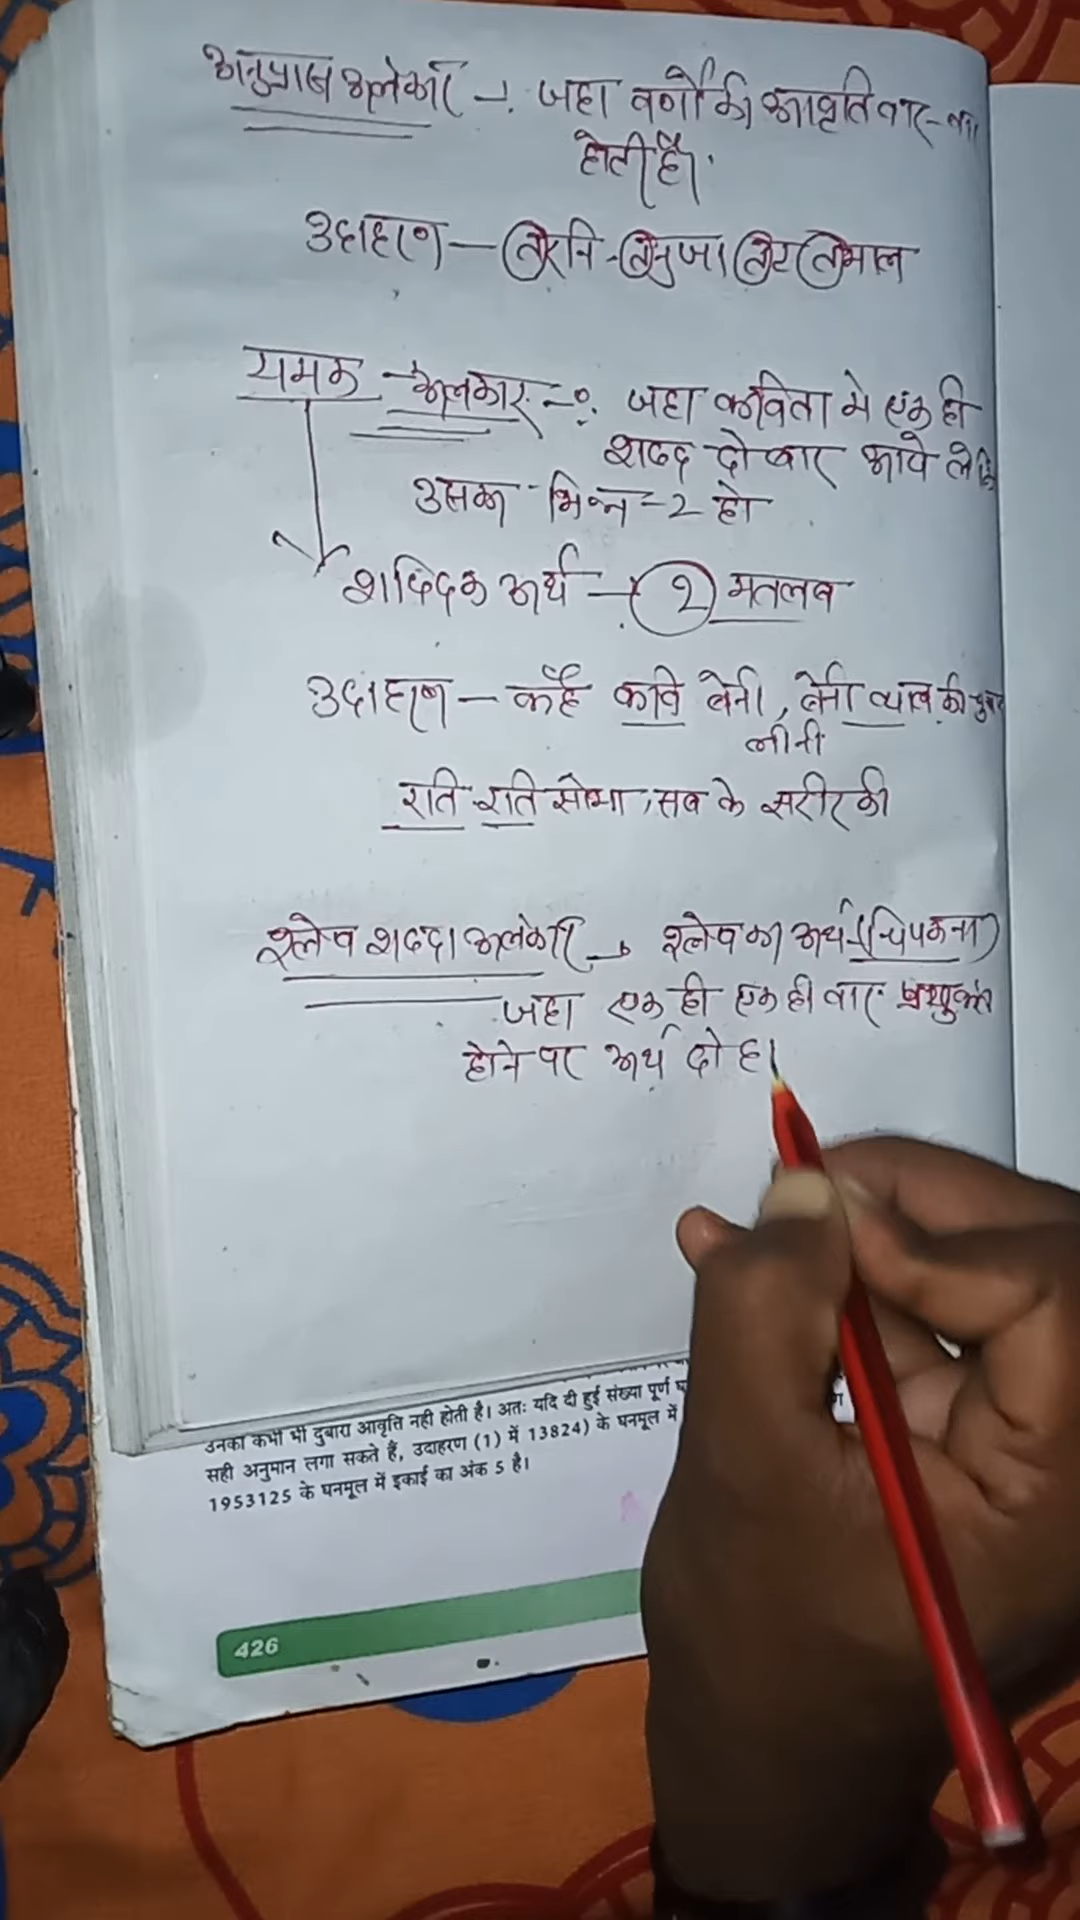 अनुप्रास अलंकार → जहा वर्णो की आवृति बार-बा
होती है।
उदाहाण — तरनि-तनुजा तट तमाल
यमक - अलंकार -: जहा कविता मे एक ही
शब्द दो बार आवे
उसका भिन्न-2 हो
शाब्दिक अर्थ → २ मतलब
उदाहाण — कहै कवि बेनी, बेनी व्याल की
लीनी
रति-रति सोभा, सब के सरीर की
श्लेष शब्दा अलंकार → श्लेष का अर्थ (चिपकना)
जहा एक ही एक ही बार प्रयुक्त
होने पर अर्थ दो ह
उनका कभी भी दुबारा आवृत्ति नही होती है। अतः यदि दी हुई संख्या पूर्ण
सही अनुमान लगा सकते हैं, उदाहरण (1) में 13824) के घनमूल में
1953125 के घनमूल में इकाई का अंक 5 है।
426